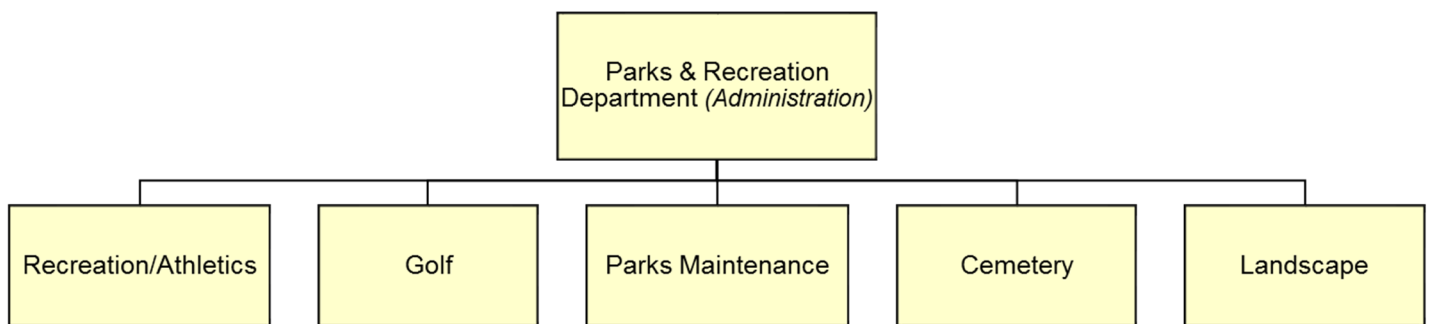 Parks & Recreation
Department (Administration)
Recreation/Athletics
Golf
Parks Maintenance
Cemetery
Landscape